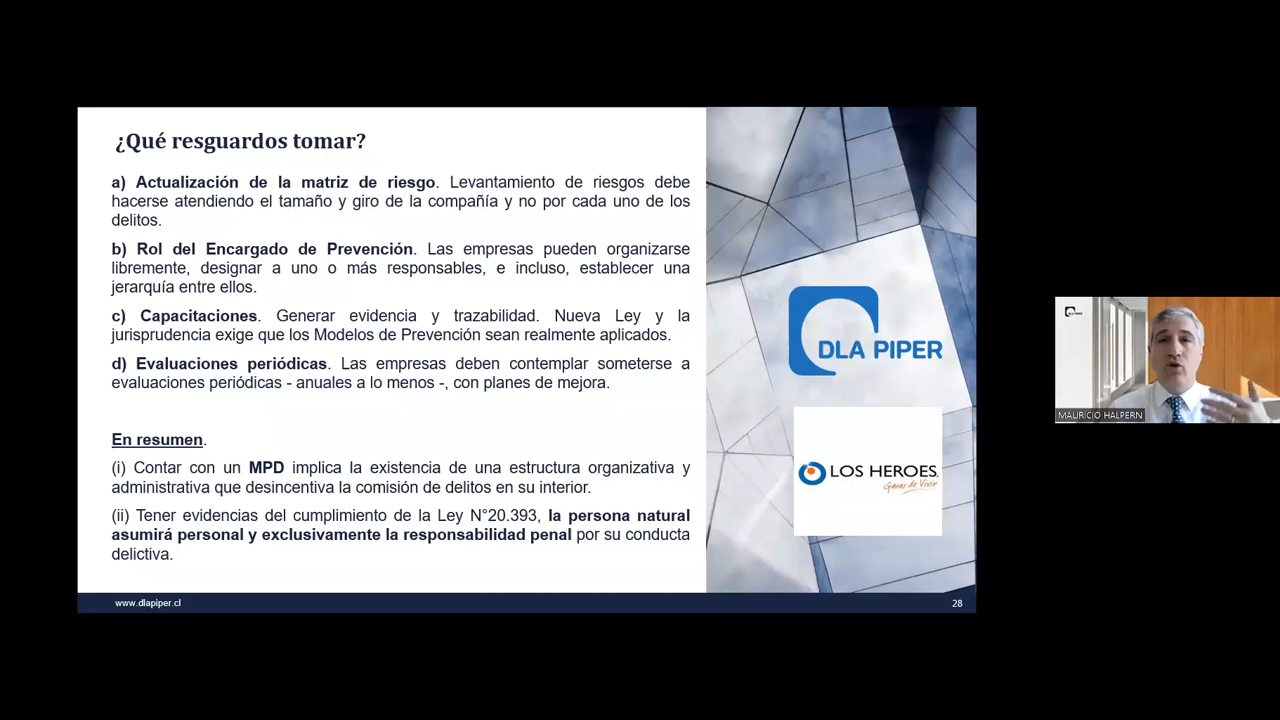 ¿Qué resguardos tomar?
a) Actualización de la matriz de riesgo. Levantamiento de riesgos debe
hacerse atendiendo el tamaño y giro de la compañía y no por cada uno de los
delitos.
b) Rol del Encargado de Prevención. Las empresas pueden organizarse
libremente, designar a uno o más responsables, e incluso, establecer una
jerarquía entre ellos.
c) Capacitaciones. Generar evidencia y trazabilidad. Nueva Ley y la
jurisprudencia exige que los Modelos de Prevención sean realmente aplicados.
d) Evaluaciones periódicas. Las empresas deben contemplar someterse a
evaluaciones periódicas - anuales a lo menos -, con planes de mejora.
En resumen.
(i) Contar con un MPD implica la existencia de una estructura organizativa y
administrativa que desincentiva la comisión de delitos en su interior.
(ii) Tener evidencias del cumplimiento de la Ley N°20.393, la persona natural
asumirá personal y exclusivamente la responsabilidad penal por su conducta
delictiva.
www.dlapiper.cl
28
DLA PIPER
LOS HEROES
Ganas de Vivir
DLA PIPER
MAURICIO HALPERN